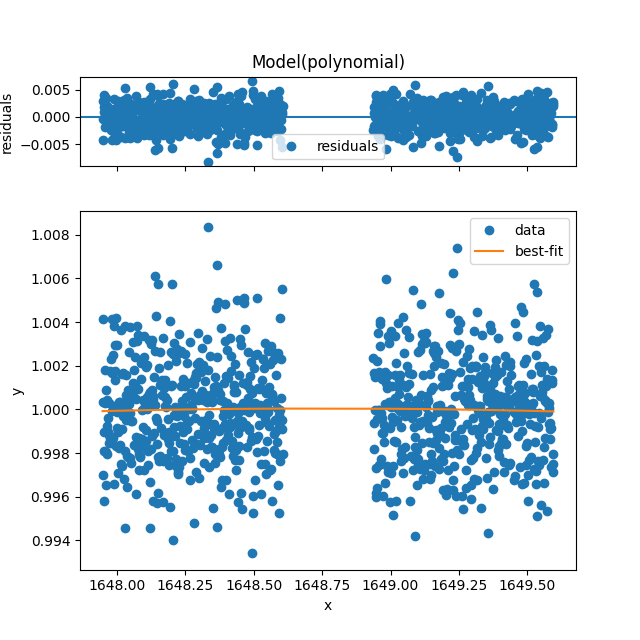 Model(polynomial)
residuals
0.005
0.000
−0.005
residuals
y
1.008
1.006
1.004
1.002
1.000
0.998
0.996
0.994
data
best-fit
1648.00 1648.25 1648.50 1648.75 1649.00 1649.25 1649.50
x